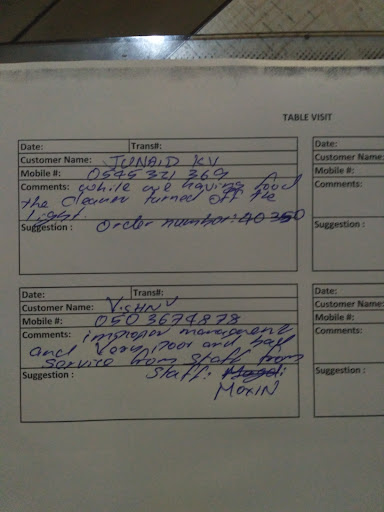 TABLE VISIT
Date: Trans#:
Customer Name: JUNAID KV
Mobile #: 0545 321 369
Comments: while we are having food
the cleaner turned off the
light.
Suggestion : Order number: 40350
Date: Trans#:
Customer Name: VISHNU
Mobile #: 050 3674878
Comments: improper management
and very poor and bad
service from staff from
Suggestion : Staff:
MOXIN
Date:
Customer Name:
Mobile #:
Comments:
Suggestion :
Date:
Customer Name:
Mobile #:
Comments:
Suggestion :